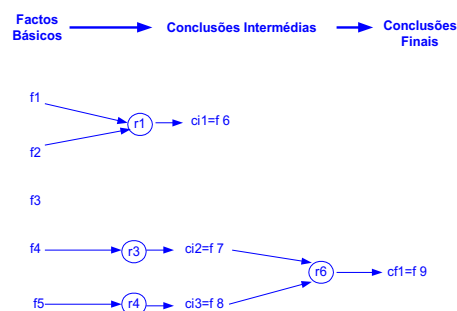 Factos
Básicos
Conclusões Intermédias
Conclusões
Finais
f1
r1
ci1=f 6
f2
f3
f4
r3
ci2=f 7
r6
cf1=f 9
f5
r4
ci3=f 8